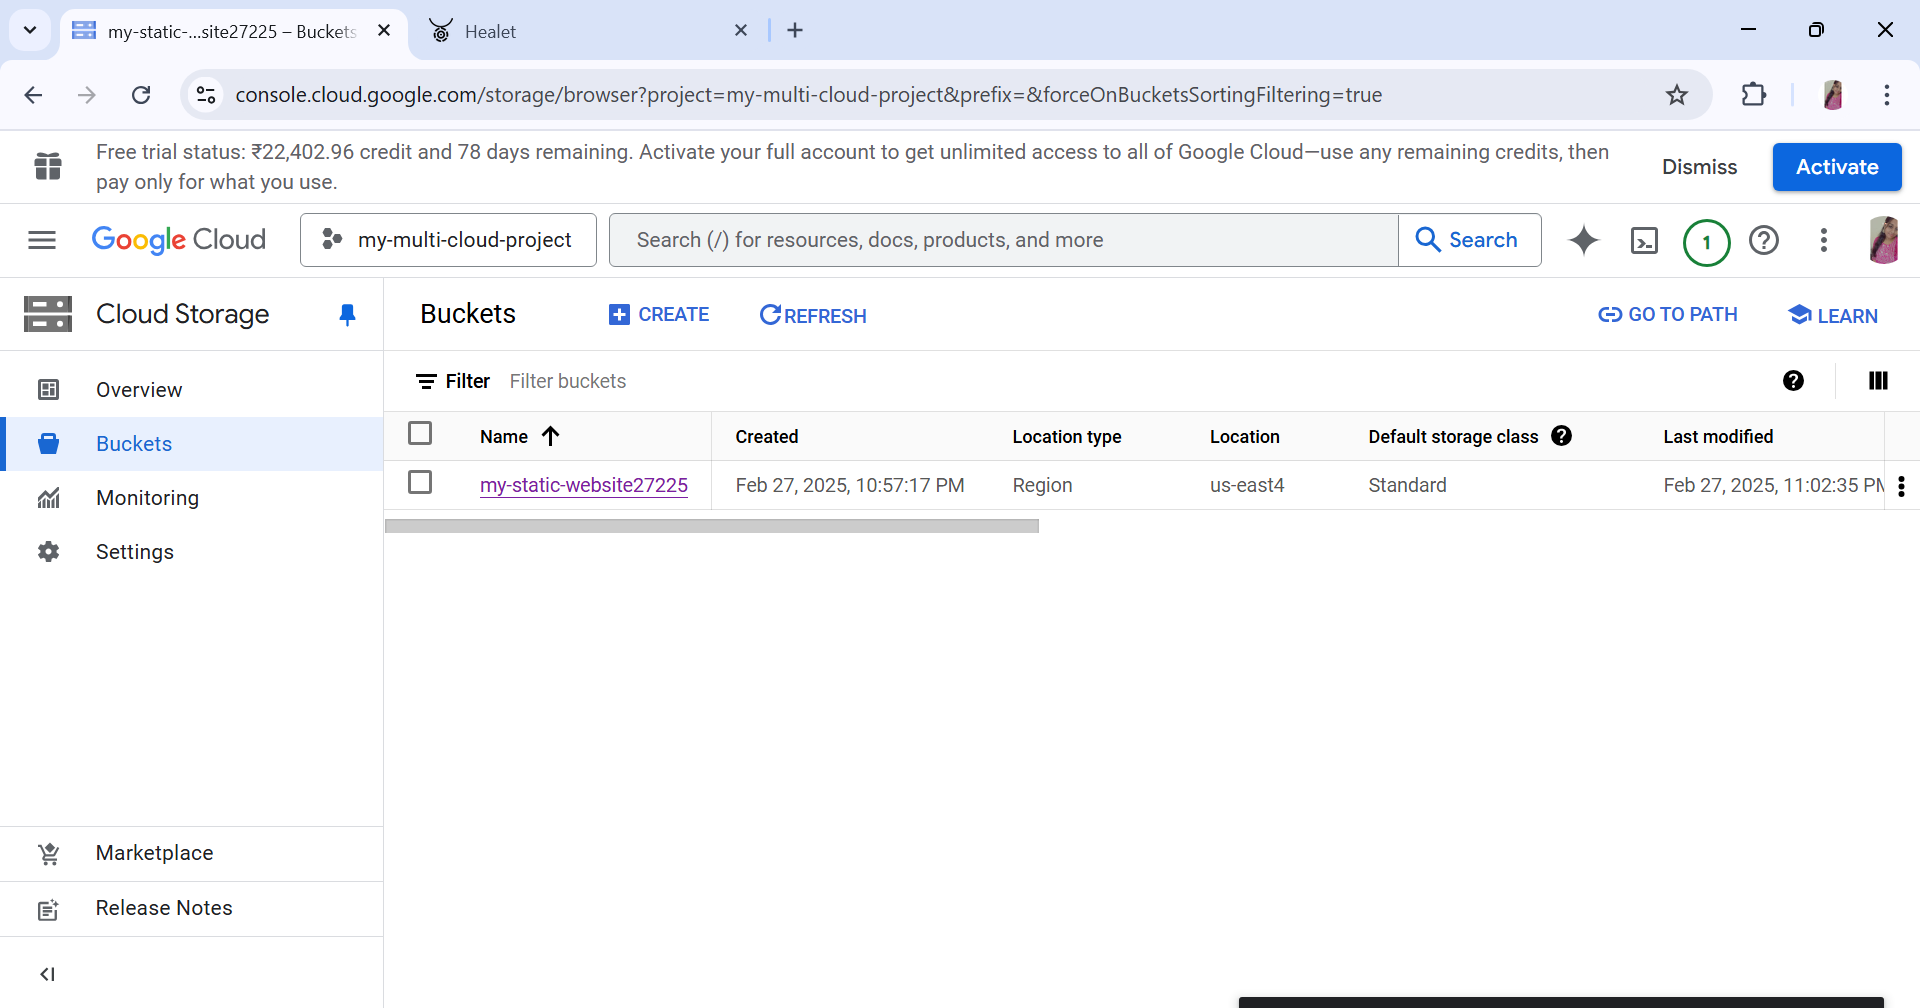 my-static-...site27225 – Buckets
Healet
console.cloud.google.com/storage/browser?project=my-multi-cloud-project&prefix=&forceOnBucketsSortingFiltering=true
Free trial status: ₹22,402.96 credit and 78 days remaining. Activate your full account to get unlimited access to all of Google Cloud—use any remaining credits, then
pay only for what you use.
Dismiss
Activate
Google Cloud
my-multi-cloud-project
Search (/) for resources, docs, products, and more
Search
1
Cloud Storage
Buckets
CREATE
REFRESH
GO TO PATH
LEARN
Overview
Buckets
Monitoring
Settings
Marketplace
Release Notes
Filter Filter buckets
Name Created Location type Location Default storage class Last modified
my-static-website27225 Feb 27, 2025, 10:57:17 PM Region us-east4 Standard Feb 27, 2025, 11:02:35 PM